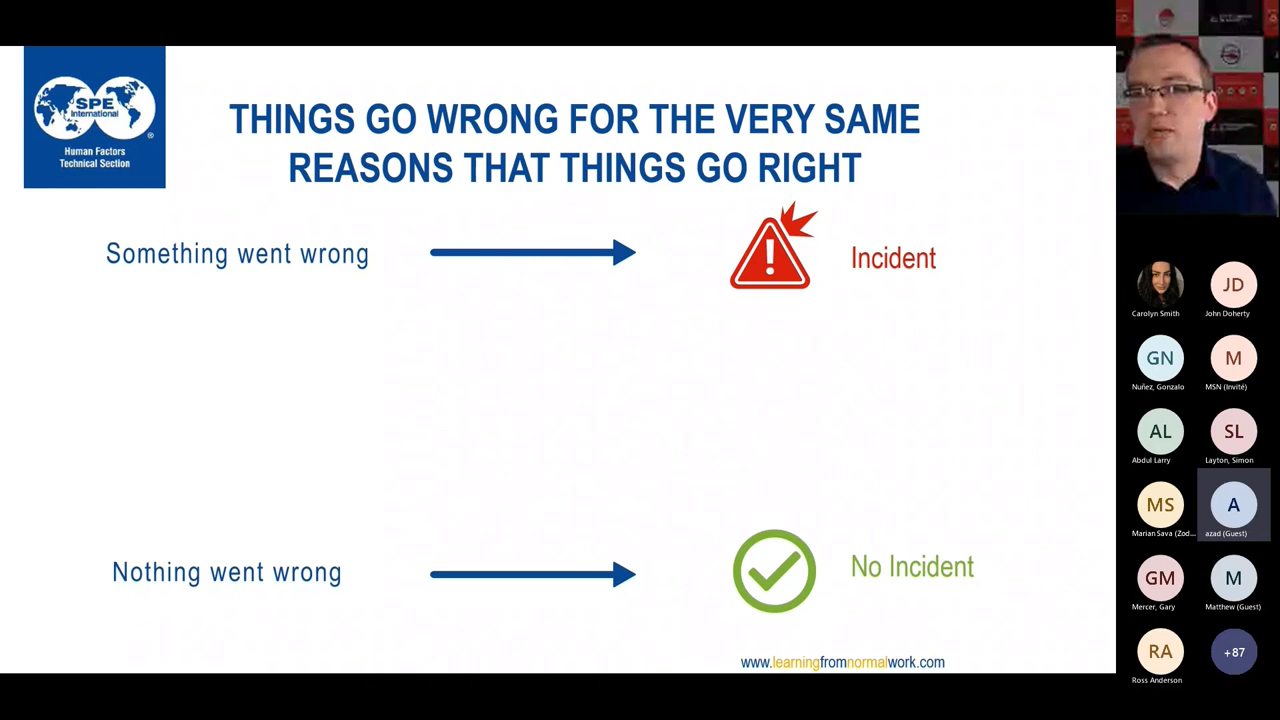 SPE
International
®
Human Factors
Technical Section
THINGS GO WRONG FOR THE VERY SAME
REASONS THAT THINGS GO RIGHT
Something went wrong
!
Incident
Nothing went wrong
No Incident
www.learningfromnormalwork.com
Carolyn Smith
JD
John Doherty
GN
Nuñez, Gonzalo
M
MSN (Invité)
AL
Abdul Larry
SL
Layton, Simon
MS
Marian Sava (Zod...
A
azad (Guest)
GM
Mercer, Gary
M
Matthew (Guest)
RA
Ross Anderson
+87